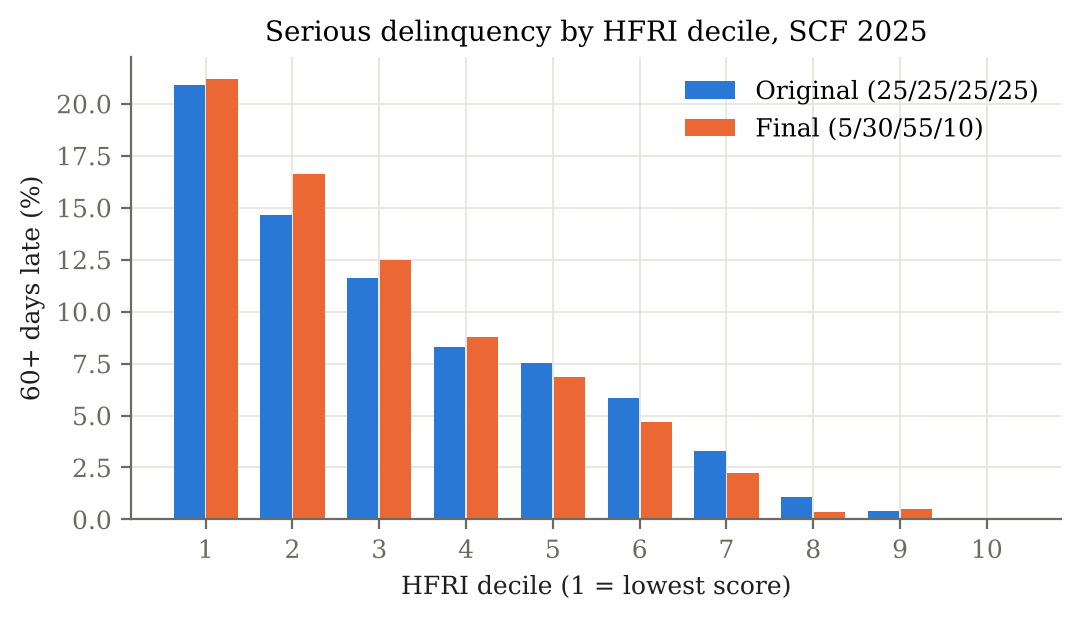 Serious delinquency by HFRI decile, SCF 2025
Original (25/25/25/25)
Final (5/30/55/10)
60+ days late (%)
20.0
17.5
15.0
12.5
10.0
7.5
5.0
2.5
0.0
1 2 3 4 5 6 7 8 9 10
HFRI decile (1 = lowest score)